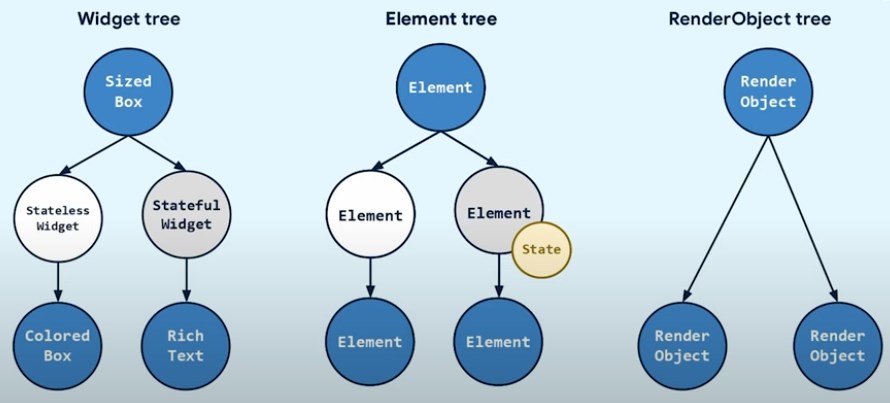 Widget tree
Element tree
RenderObject tree
Sized
Box
Element
Render
Object
Stateless
Widget
Stateful
Widget
Element
Element
State
Colored
Box
Rich
Text
Element
Element
Render
Object
Render
Object